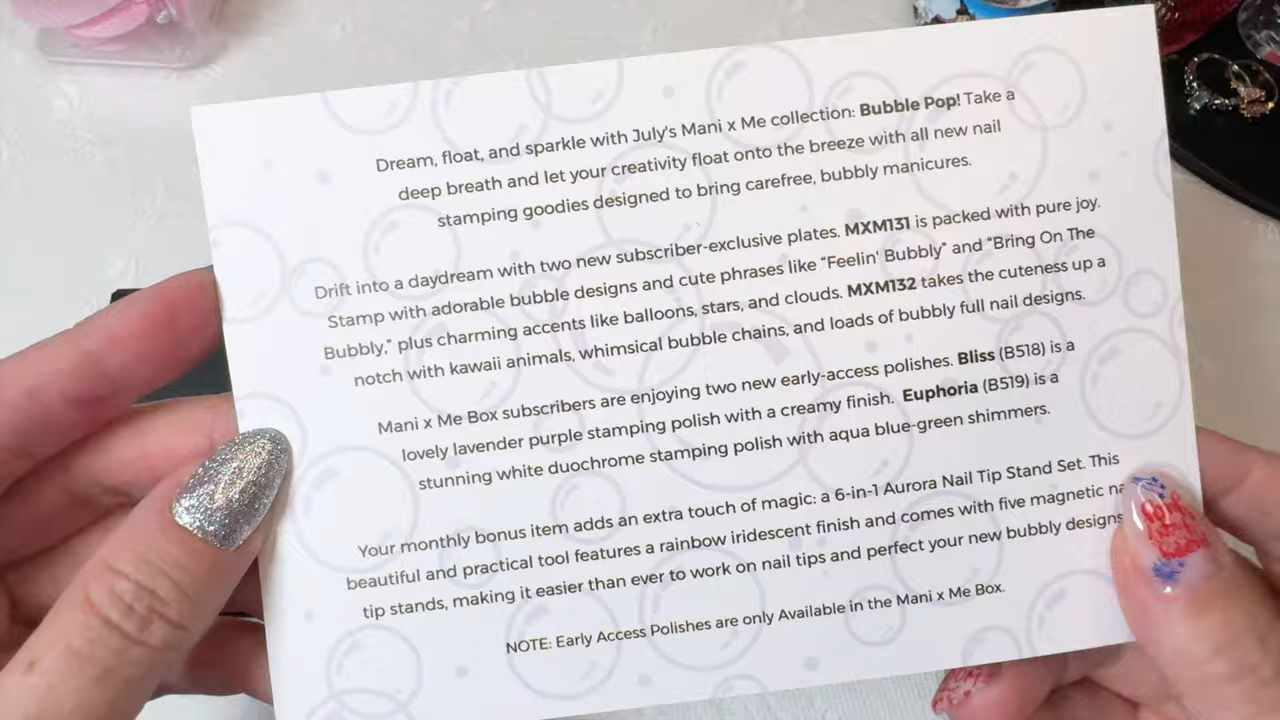 Dream, float, and sparkle with July's Mani x Me collection: Bubble Pop! Take a
deep breath and let your creativity float onto the breeze with all new nail
stamping goodies designed to bring carefree, bubbly manicures.
Drift into a daydream with two new subscriber-exclusive plates. MXM131 is packed with pure joy.
Stamp with adorable bubble designs and cute phrases like “Feelin' Bubbly” and “Bring On The
Bubbly,” plus charming accents like balloons, stars, and clouds. MXM132 takes the cuteness up a
notch with kawaii animals, whimsical bubble chains, and loads of bubbly full nail designs.
Mani x Me Box subscribers are enjoying two new early-access polishes. Bliss (B518) is a
lovely lavender purple stamping polish with a creamy finish. Euphoria (B519) is a
stunning white duochrome stamping polish with aqua blue-green shimmers.
Your monthly bonus item adds an extra touch of magic: a 6-in-1 Aurora Nail Tip Stand Set. This
beautiful and practical tool features a rainbow iridescent finish and comes with five magnetic
tip stands, making it easier than ever to work on nail tips and perfect your new bubbly designs
NOTE: Early Access Polishes are only Available in the Mani x Me Box.